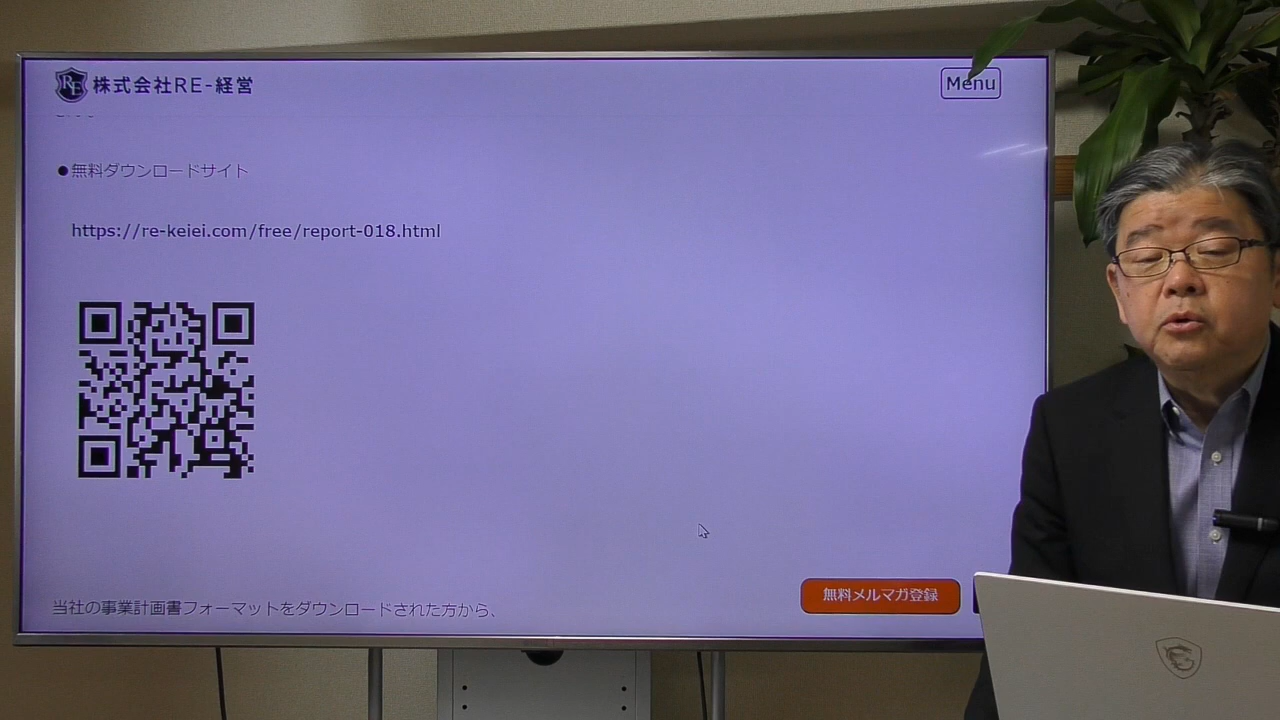 RE 株式会社RE-経営
Menu
●無料ダウンロードサイト
https://re-keiei.com/free/report-018.html
無料メルマガ登録
当社の事業計画書フォーマットをダウンロードされた方から、